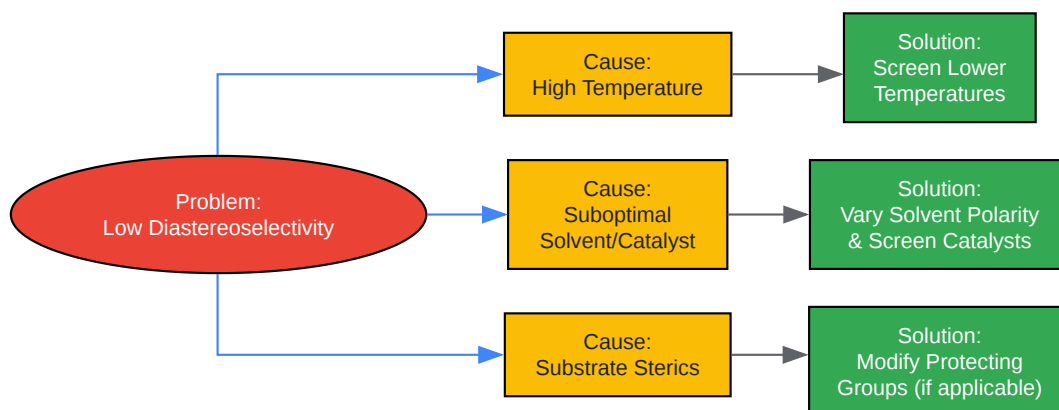 Problem:
Low Diastereoselectivity
Cause:
High Temperature
Solution:
Screen Lower
Temperatures
Cause:
Suboptimal
Solvent/Catalyst
Solution:
Vary Solvent Polarity
& Screen Catalysts
Cause:
Substrate Sterics
Solution:
Modify Protecting
Groups (if applicable)